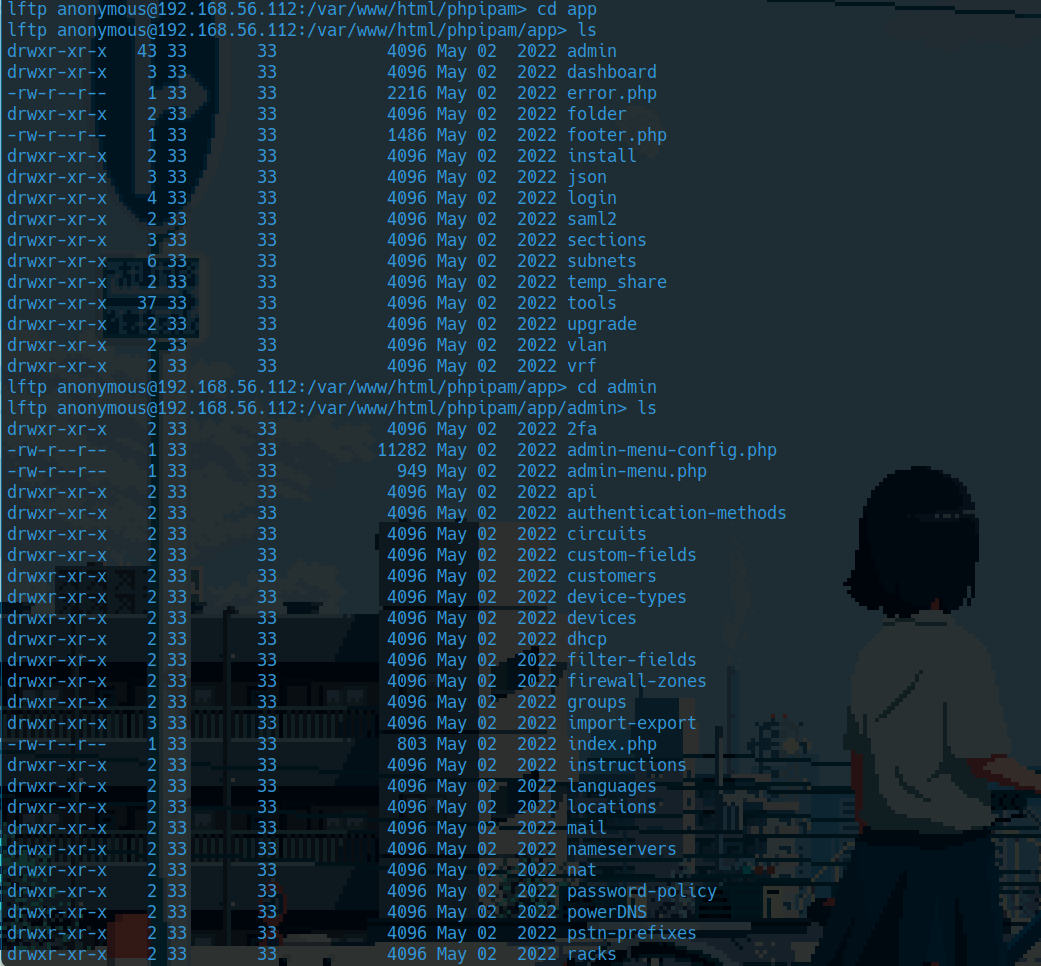 lftp anonymous@192.168.56.112:/var/www/html/phpipam> cd app
lftp anonymous@192.168.56.112:/var/www/html/phpipam/app> ls
drwxr-xr-x   43 33       33           4096 May 02  2022 admin
drwxr-xr-x    3 33       33           4096 May 02  2022 dashboard
-rw-r--r--    1 33       33           2216 May 02  2022 error.php
drwxr-xr-x    2 33       33           4096 May 02  2022 folder
-rw-r--r--    1 33       33           1486 May 02  2022 footer.php
drwxr-xr-x    2 33       33           4096 May 02  2022 install
drwxr-xr-x    3 33       33           4096 May 02  2022 json
drwxr-xr-x    4 33       33           4096 May 02  2022 login
drwxr-xr-x    2 33       33           4096 May 02  2022 saml2
drwxr-xr-x    3 33       33           4096 May 02  2022 sections
drwxr-xr-x    6 33       33           4096 May 02  2022 subnets
drwxr-xr-x    2 33       33           4096 May 02  2022 temp_share
drwxr-xr-x   37 33       33           4096 May 02  2022 tools
drwxr-xr-x    2 33       33           4096 May 02  2022 upgrade
drwxr-xr-x    2 33       33           4096 May 02  2022 vlan
drwxr-xr-x    2 33       33           4096 May 02  2022 vrf
lftp anonymous@192.168.56.112:/var/www/html/phpipam/app> cd admin
lftp anonymous@192.168.56.112:/var/www/html/phpipam/app/admin> ls
drwxr-xr-x    2 33       33           4096 May 02  2022 2fa
-rw-r--r--    1 33       33          11282 May 02  2022 admin-menu-config.php
-rw-r--r--    1 33       33            949 May 02  2022 admin-menu.php
drwxr-xr-x    2 33       33           4096 May 02  2022 api
drwxr-xr-x    2 33       33           4096 May 02  2022 authentication-methods
drwxr-xr-x    2 33       33           4096 May 02  2022 circuits
drwxr-xr-x    2 33       33           4096 May 02  2022 custom-fields
drwxr-xr-x    2 33       33           4096 May 02  2022 customers
drwxr-xr-x    2 33       33           4096 May 02  2022 device-types
drwxr-xr-x    2 33       33           4096 May 02  2022 devices
drwxr-xr-x    2 33       33           4096 May 02  2022 dhcp
drwxr-xr-x    2 33       33           4096 May 02  2022 filter-fields
drwxr-xr-x    2 33       33           4096 May 02  2022 firewall-zones
drwxr-xr-x    2 33       33           4096 May 02  2022 groups
drwxr-xr-x    3 33       33           4096 May 02  2022 import-export
-rw-r--r--    1 33       33            803 May 02  2022 index.php
drwxr-xr-x    2 33       33           4096 May 02  2022 instructions
drwxr-xr-x    2 33       33           4096 May 02  2022 languages
drwxr-xr-x    2 33       33           4096 May 02  2022 locations
drwxr-xr-x    2 33       33           4096 May 02  2022 mail
drwxr-xr-x    2 33       33           4096 May 02  2022 nameservers
drwxr-xr-x    2 33       33           4096 May 02  2022 nat
drwxr-xr-x    2 33       33           4096 May 02  2022 password-policy
drwxr-xr-x    2 33       33           4096 May 02  2022 powerDNS
drwxr-xr-x    2 33       33           4096 May 02  2022 pstn-prefixes
drwxr-xr-x    2 33       33           4096 May 02  2022 racks